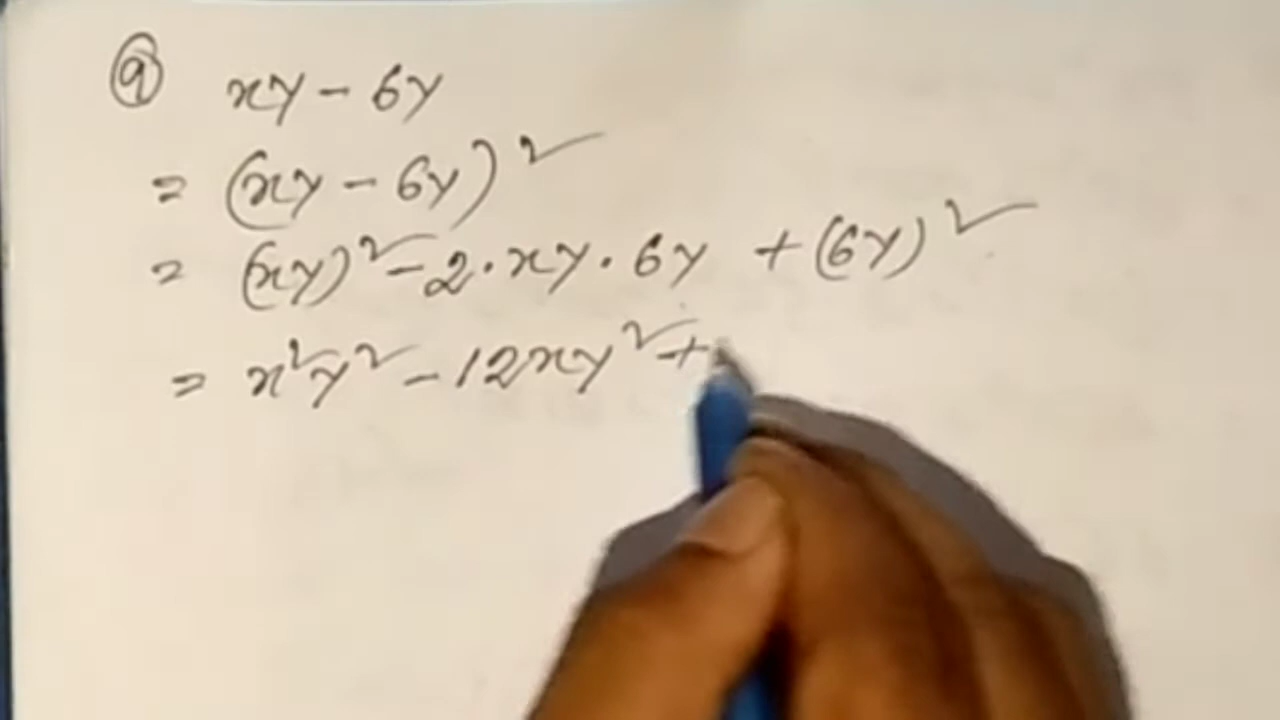 ⑨ xy - 6y
= (xy - 6y)²
= (xy)² - 2·xy·6y + (6y)²
= x²y² - 12xy² +